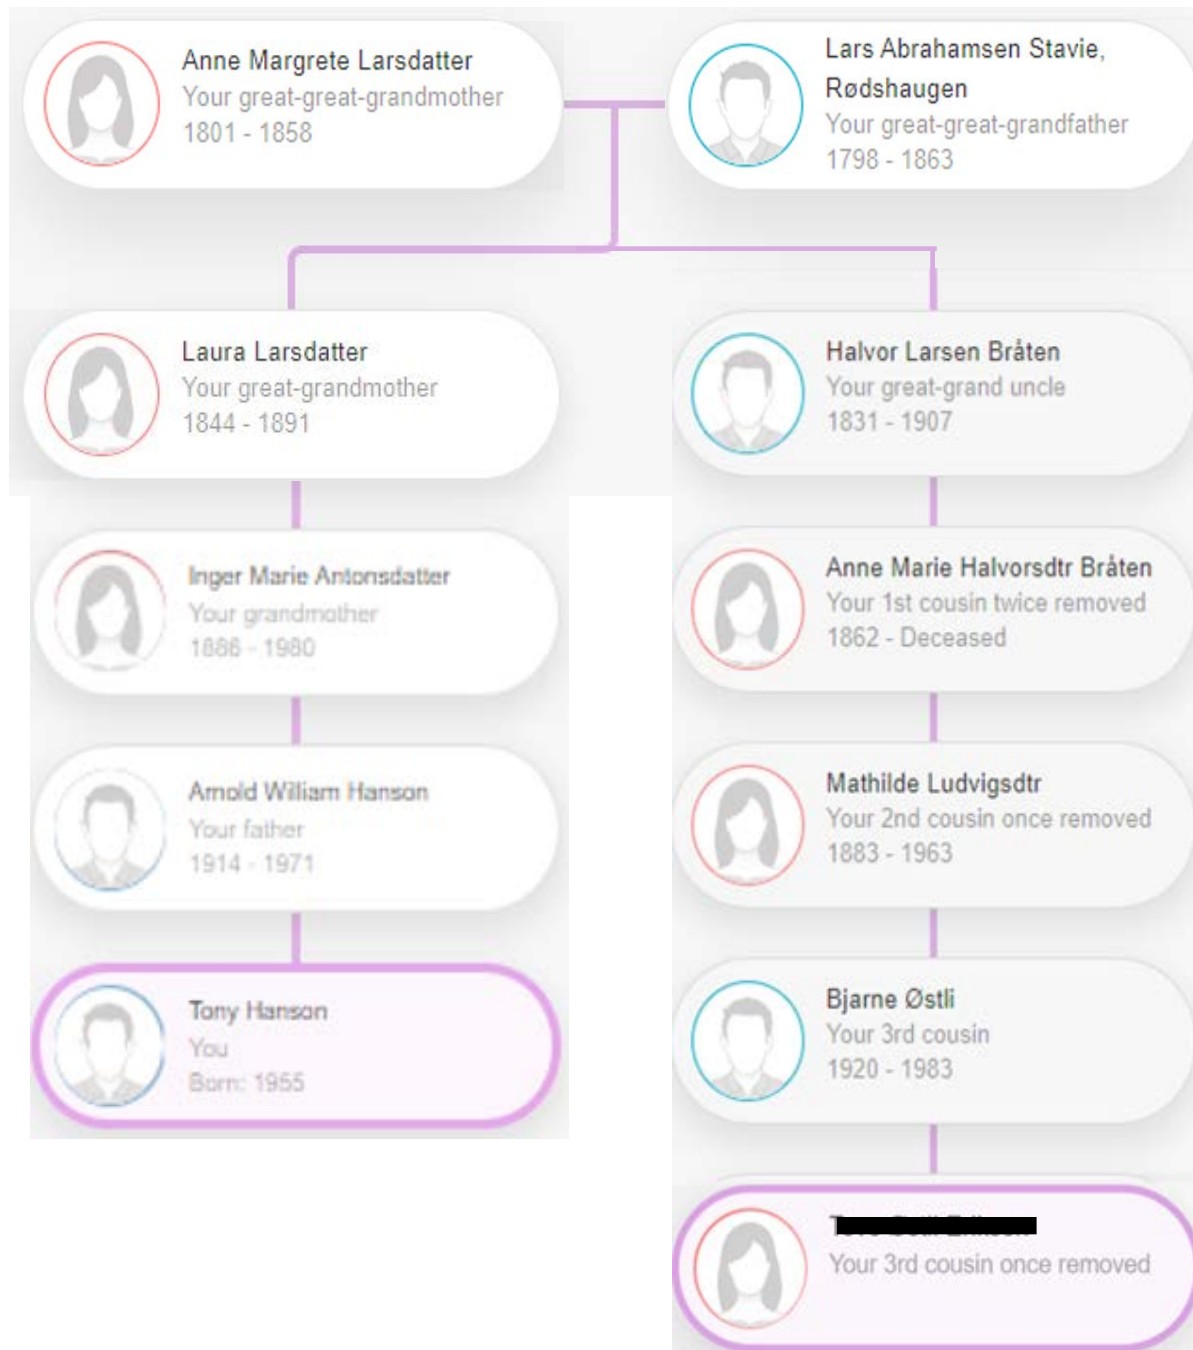 Anne Margrete Larsdatter
Your great-great-grandmother
1801 - 1858
Lars Abrahamsen Stavie,
Rødshaugen
Your great-great-grandfather
1798 - 1863
Laura Larsdatter
Your great-grandmother
1844 - 1891
Halvor Larsen Bråten
Your great-grand uncle
1831 - 1907
Inger Marie Antonsdatter
Your grandmother
1886 - 1980
Anne Marie Halvorsdtr Bråten
Your 1st cousin twice removed
1862 - Deceased
Arnold William Hanson
Your father
1914 - 1971
Mathilde Ludvigsdtr
Your 2nd cousin once removed
1883 - 1963
Tony Hanson
You
Born: 1955
Bjarne Østli
Your 3rd cousin
1920 - 1983
Your 3rd cousin once removed